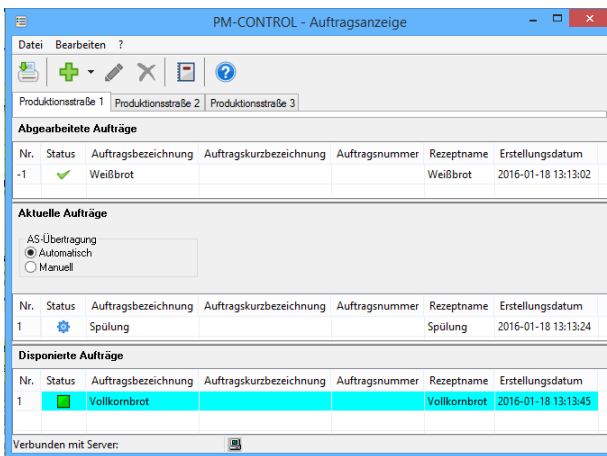 PM-CONTROL - Auftragsanzeige
Datei Bearbeiten ?
Produktionsstraße 1 Produktionsstraße 2 Produktionsstraße 3
Abgearbeitete Aufträge
Nr. Status Auftragsbezeichnung Auftragskurzbezeichnung Auftragsnummer Rezeptname Erstellungsdatum
-1 Weißbrot Weißbrot 2016-01-18 13:13:02
Aktuelle Aufträge
AS-Übertragung
Automatisch
Manuell
Nr. Status Auftragsbezeichnung Auftragskurzbezeichnung Auftragsnummer Rezeptname Erstellungsdatum
1 Spülung Spülung 2016-01-18 13:13:24
Disponierte Aufträge
Nr. Status Auftragsbezeichnung Auftragskurzbezeichnung Auftragsnummer Rezeptname Erstellungsdatum
1 Vollkornbrot Vollkornbrot 2016-01-18 13:13:45
Verbunden mit Server: